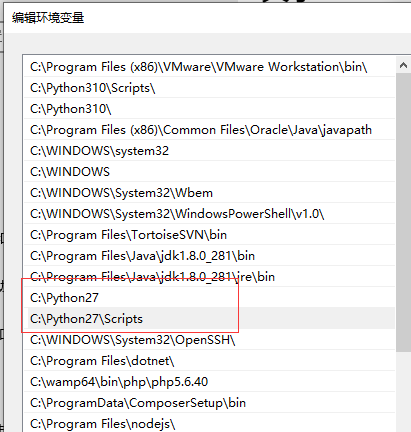 编辑环境变量
C:\Program Files (x86)\VMware\VMware Workstation\bin\
C:\Python310\Scripts\
C:\Python310\
C:\Program Files (x86)\Common Files\Oracle\Java\javapath
C:\WINDOWS\system32
C:\WINDOWS
C:\WINDOWS\System32\Wbem
C:\WINDOWS\System32\WindowsPowerShell\v1.0\
C:\Program Files\TortoiseSVN\bin
C:\Program Files\Java\jdk1.8.0_281\bin
C:\Program Files\Java\jdk1.8.0_281\jre\bin
C:\Python27
C:\Python27\Scripts
C:\WINDOWS\System32\OpenSSH\
C:\Program Files\dotnet\
C:\wamp64\bin\php\php5.6.40
C:\ProgramData\ComposerSetup\bin
C:\Program Files\nodejs\